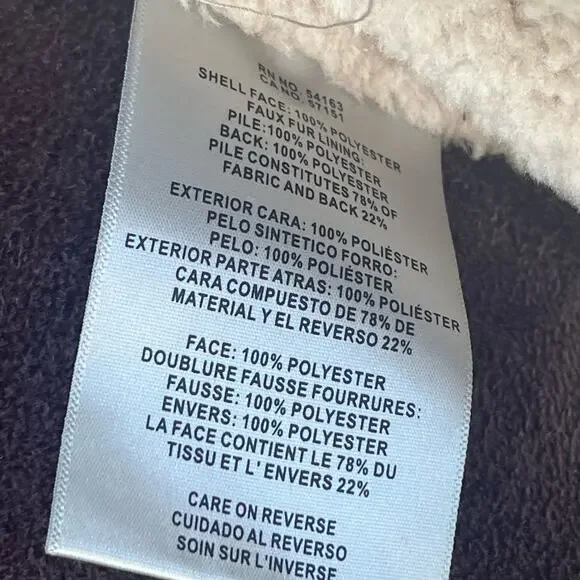 RN NO. 54163
CA NO. 57151
SHELL FACE: 100% POLYESTER
FAUX FUR LINING:
PILE:100% POLYESTER
BACK: 100% POLYESTER
PILE CONSTITUTES 78% OF
FABRIC AND BACK 22%
EXTERIOR CARA: 100% POLIÉSTER
PELO SINTETICO FORRO:
PELO: 100% POLIÉSTER
EXTERIOR PARTE ATRAS: 100% POLIÉSTER
CARA COMPUESTO DE 78% DE
MATERIAL Y EL REVERSO 22%
FACE: 100% POLYESTER
DOUBLURE FAUSSE FOURRURES:
FAUSSE: 100% POLYESTER
ENVERS: 100% POLYESTER
LA FACE CONTIENT LE 78% DU
TISSU ET L' ENVERS 22%
CARE ON REVERSE
CUIDADO AL REVERSO
SOIN SUR L'INVERSE